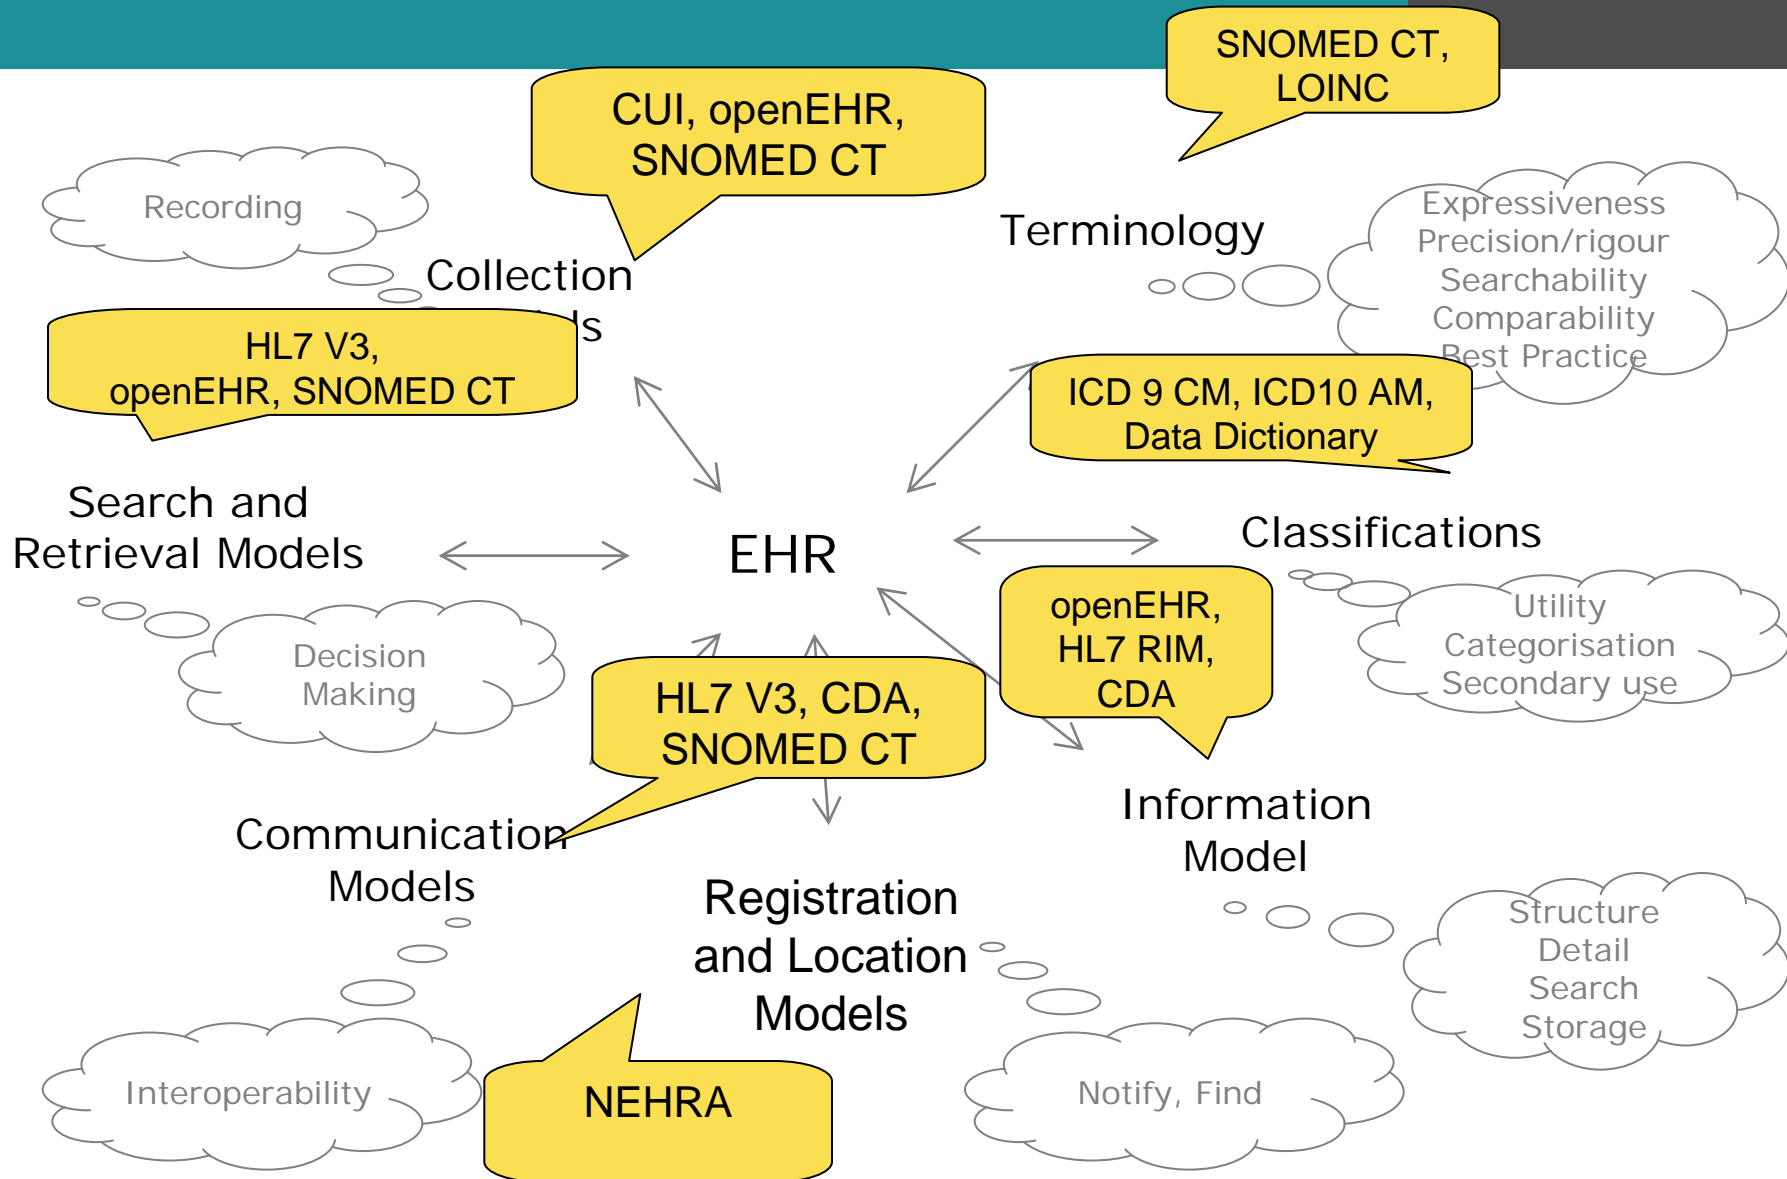 SNOMED CT,
LOINC
CUI, openEHR,
SNOMED CT
Recording
Collection
Terminology
Expressiveness
Precision/rigour
Searchability
Comparability
Best Practice
HL7 V3,
openEHR, SNOMED CT
ICD 9 CM, ICD10 AM,
Data Dictionary
Search and
Retrieval Models
EHR
Classifications
Decision
Making
openEHR,
HL7 RIM,
CDA
Utility
Categorisation
Secondary use
HL7 V3, CDA,
SNOMED CT
Communication
Models
Information
Model
Registration
and Location
Models
Structure
Detail
Search
Storage
Interoperability
NEHRA
Notify, Find